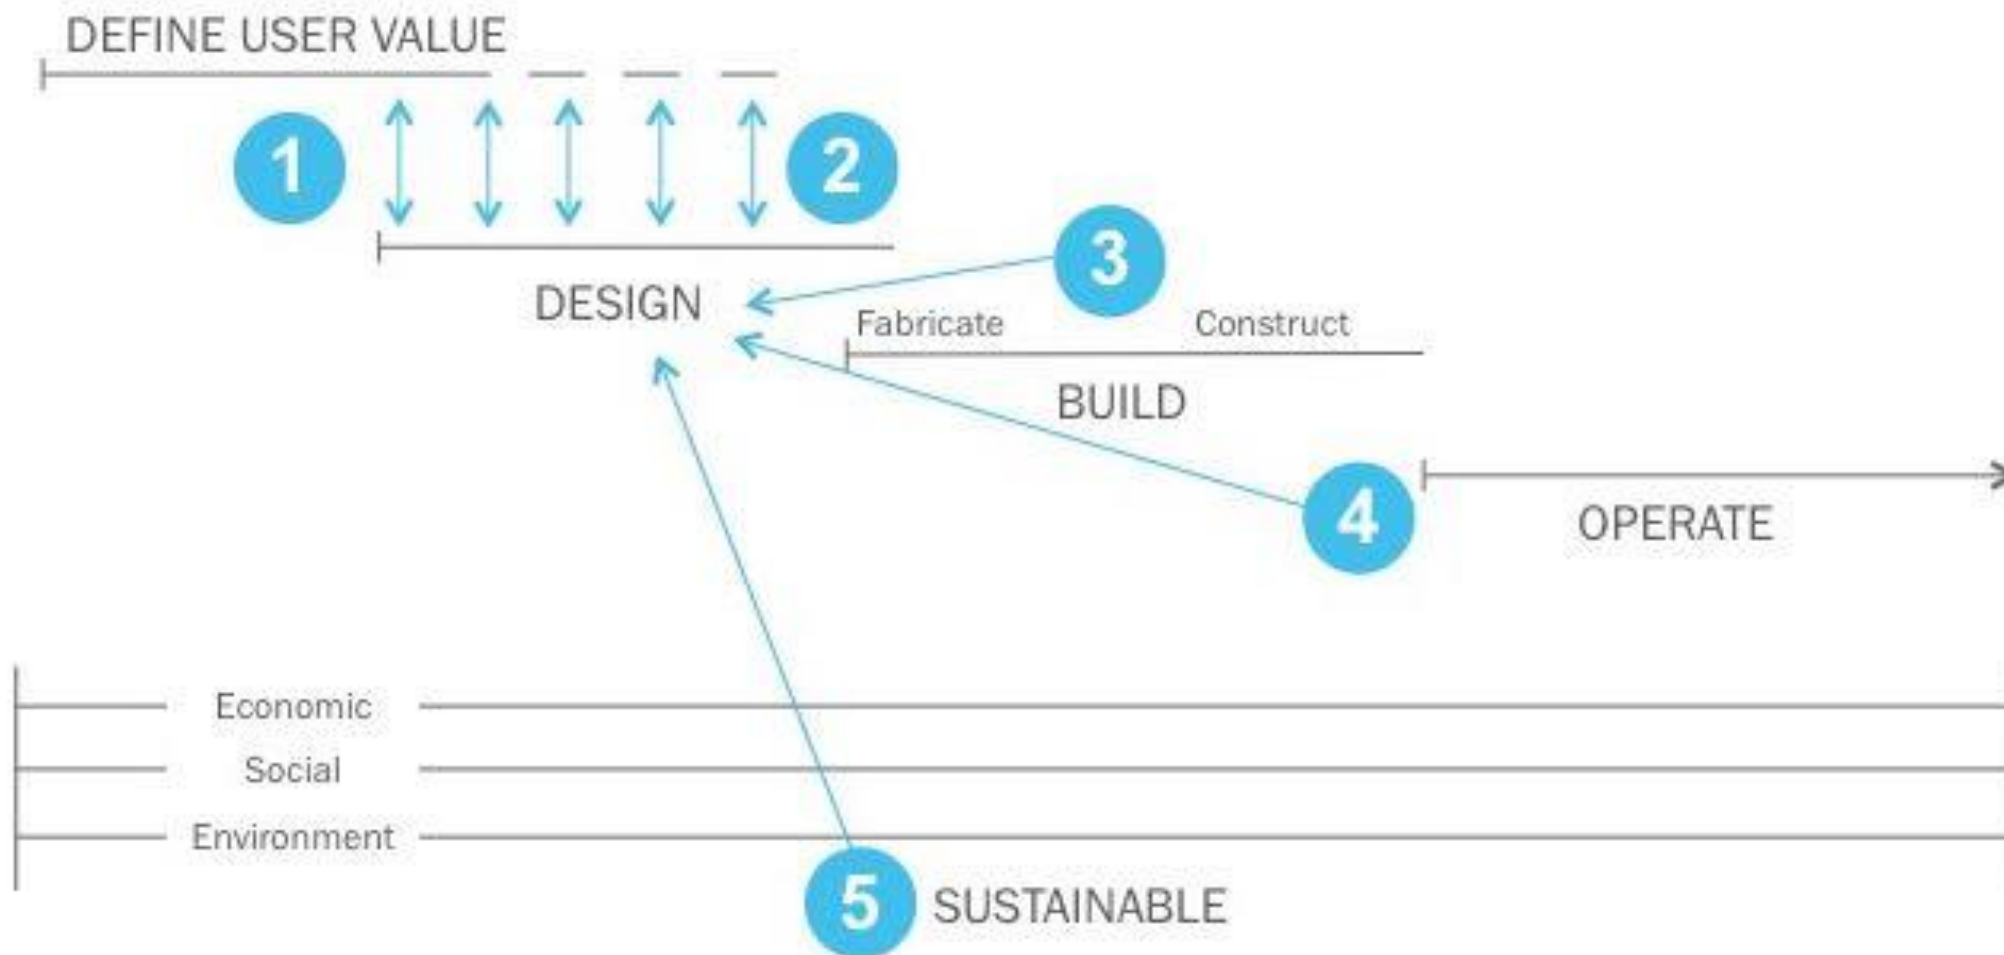 DEFINE USER VALUE
1
2
3
DESIGN
Fabricate
Construct
BUILD
4
OPERATE
Economic
Social
Environment
5
SUSTAINABLE